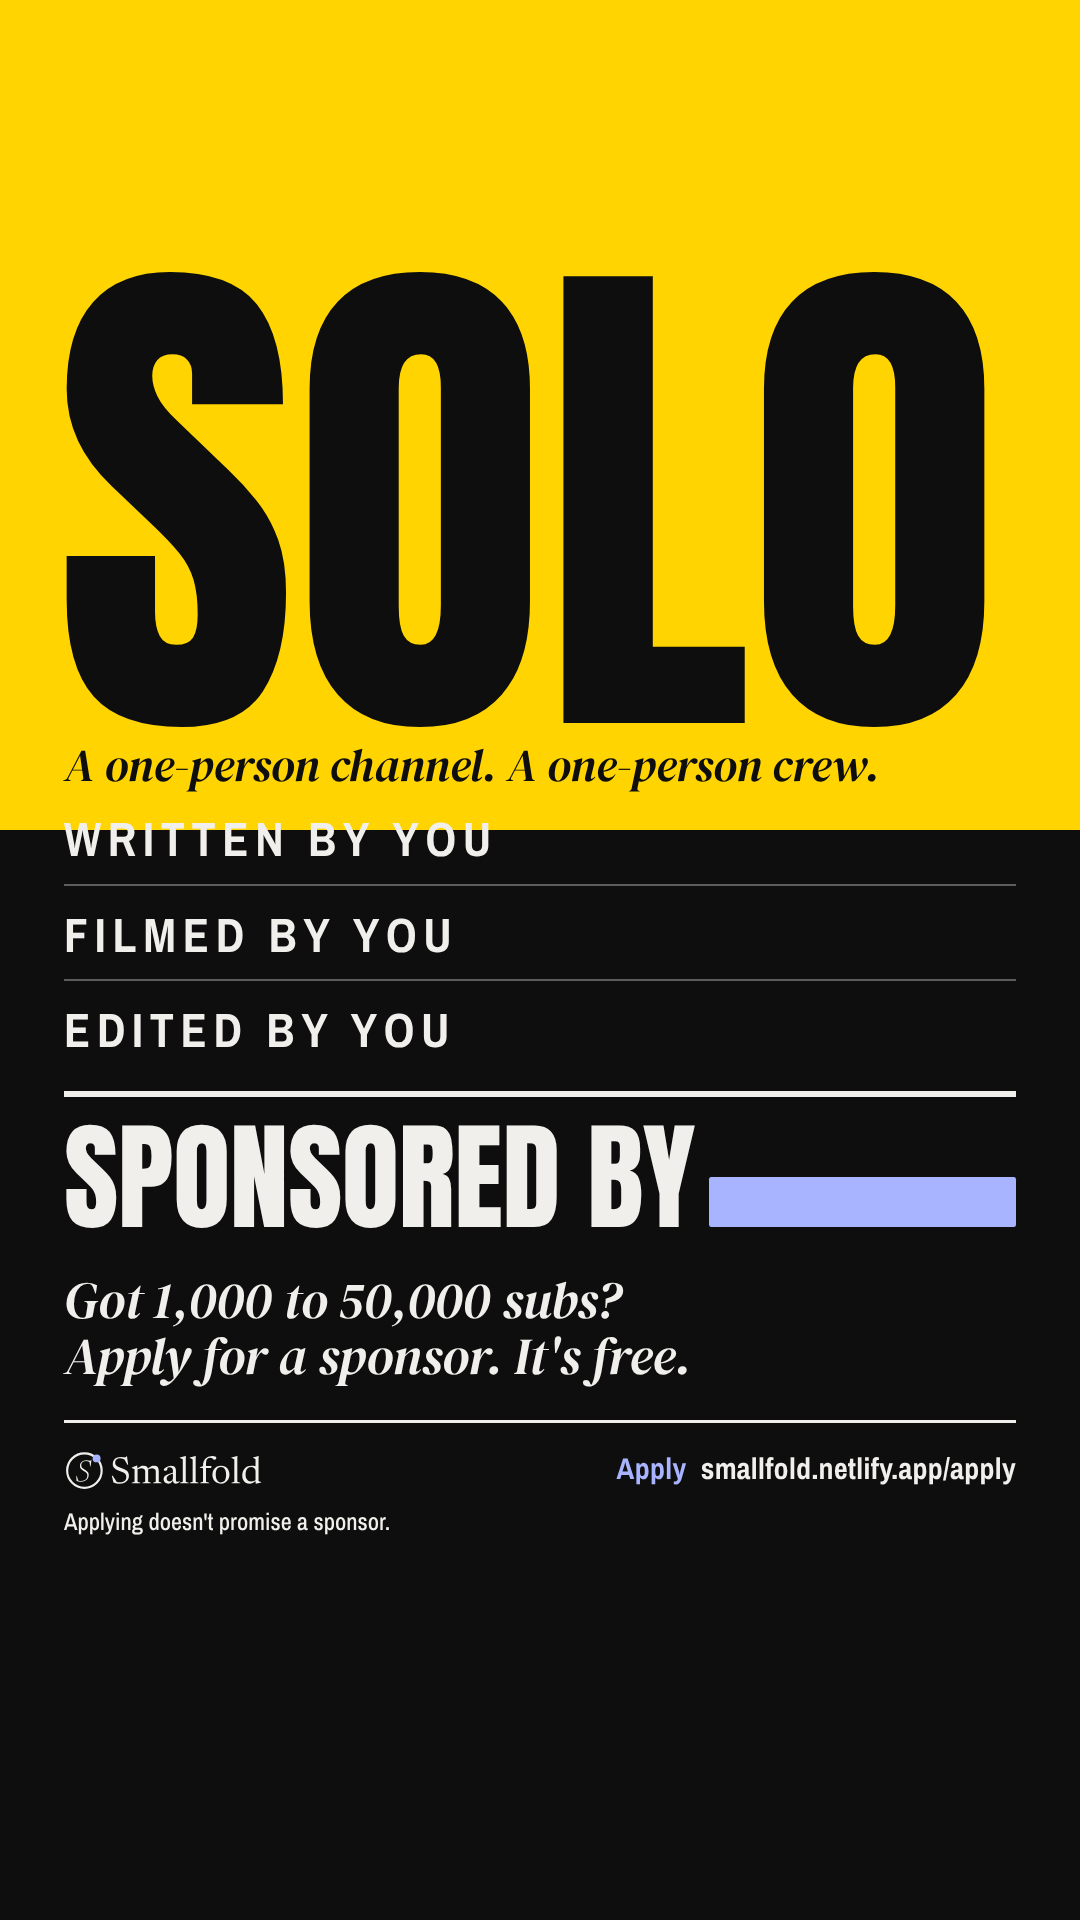 SOLO
A one-person channel. A one-person crew.
WRITTEN BY YOU
FILMED BY YOU
EDITED BY YOU
SPONSORED BY
Got 1,000 to 50,000 subs?
Apply for a sponsor. It's free.
S Smallfold
Apply smallfold.netlify.app/apply
Applying doesn't promise a sponsor.